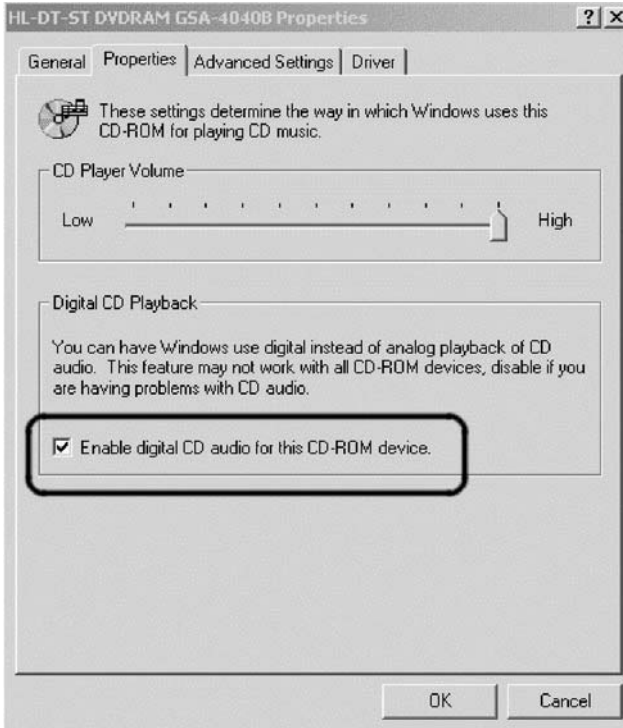 HL-DT-ST DVDRAM GSA-4040B Properties
? X
General Properties Advanced Settings Driver
These settings determine the way in which Windows uses this
CD-ROM for playing CD music.
CD Player Volume
Low High
Digital CD Playback
You can have Windows use digital instead of analog playback of CD
audio. This feature may not work with all CD-ROM devices, disable if you
are having problems with CD audio.
Enable digital CD audio for this CD-ROM device.
OK Cancel